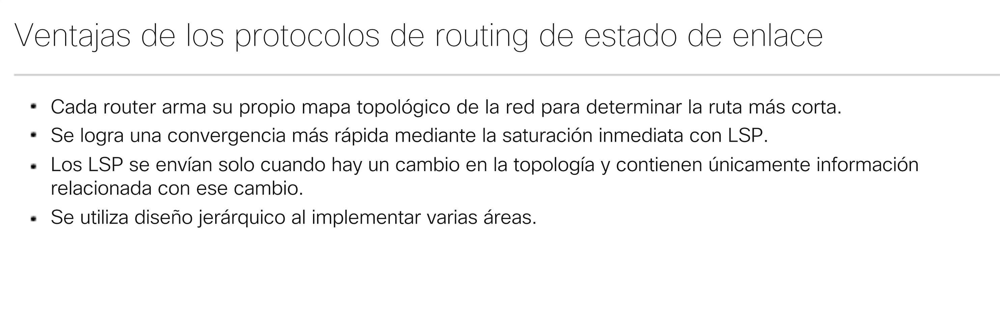 Ventajas de los protocolos de routing de estado de enlace
▪ Cada router arma su propio mapa topológico de la red para determinar la ruta más corta.
▪ Se logra una convergencia más rápida mediante la saturación inmediata con LSP.
▪ Los LSP se envían solo cuando hay un cambio en la topología y contienen únicamente información
relacionada con ese cambio.
▪ Se utiliza diseño jerárquico al implementar varias áreas.